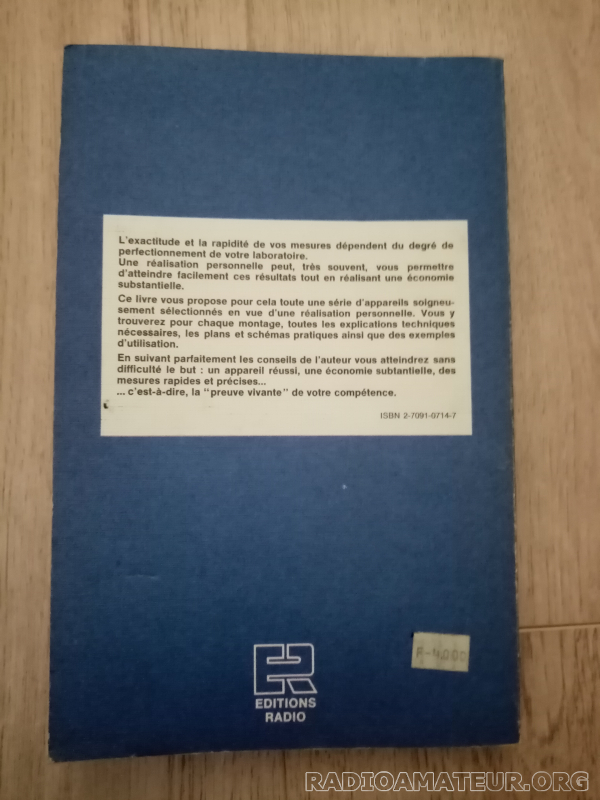 L'exactitude et la rapidité de vos mesures dépendent du degré de
perfectionnement de votre laboratoire.
Une réalisation personnelle peut, très souvent, vous permettre
d'atteindre facilement ces résultats tout en réalisant une économie
substantielle.
Ce livre vous propose pour cela toute une série d'appareils soigneu-
sement sélectionnés en vue d'une réalisation personnelle. Vous y
trouverez pour chaque montage, toutes les explications techniques
nécessaires, les plans et schémas pratiques ainsi que des exemples
d'utilisation.
En suivant parfaitement les conseils de l'auteur vous atteindrez sans
difficulté le but : un appareil réussi, une économie subtantielle, des
mesures rapides et précises...
... c'est-à-dire, la "preuve vivante" de votre compétence.
ISBN 2-7091-0714-7
EDITIONS
RADIO
RADIOAMATEUR.ORG